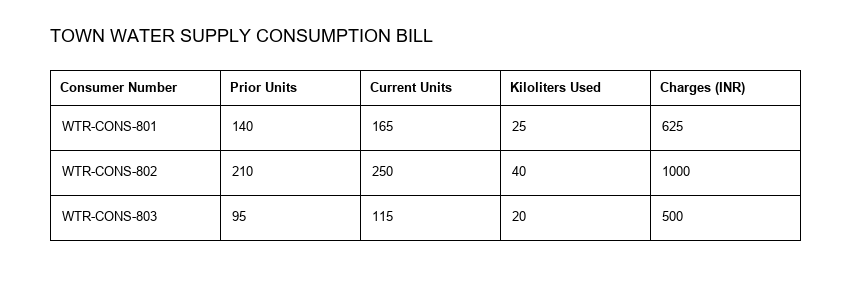 TOWN WATER SUPPLY CONSUMPTION BILL
Consumer Number Prior Units Current Units Kiloliters Used Charges (INR)
WTR-CONS-801 140 165 25 625
WTR-CONS-802 210 250 40 1000
WTR-CONS-803 95 115 20 500